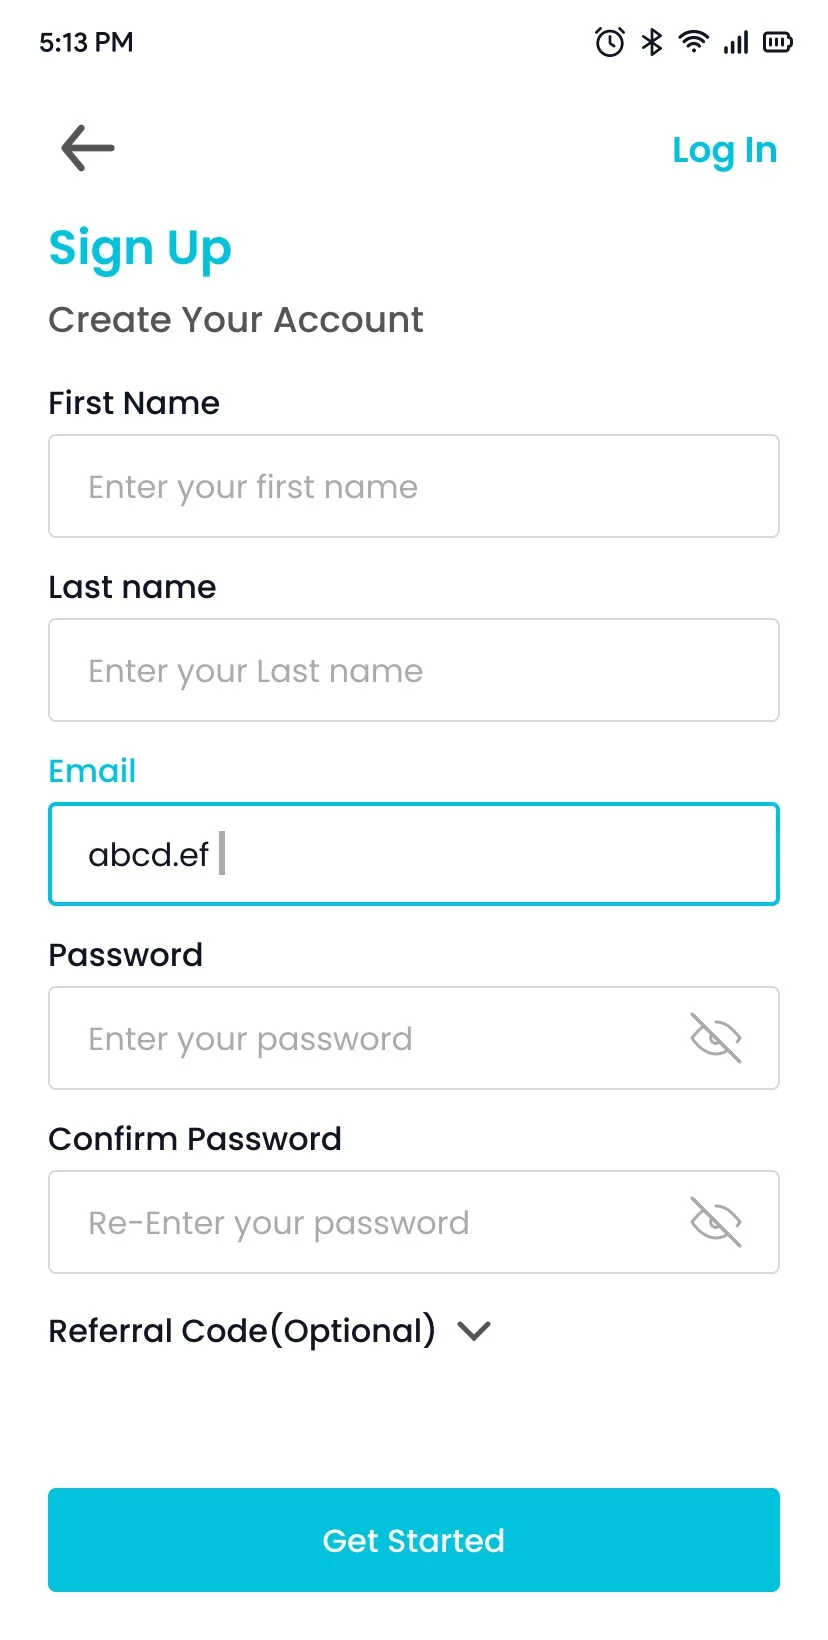 5:13 PM
Log In
Sign Up
Create Your Account
First Name
Enter your first name
Last name
Enter your Last name
Email
abcd.ef
Password
Enter your password
Confirm Password
Re-Enter your password
Referral Code(Optional)
Get Started